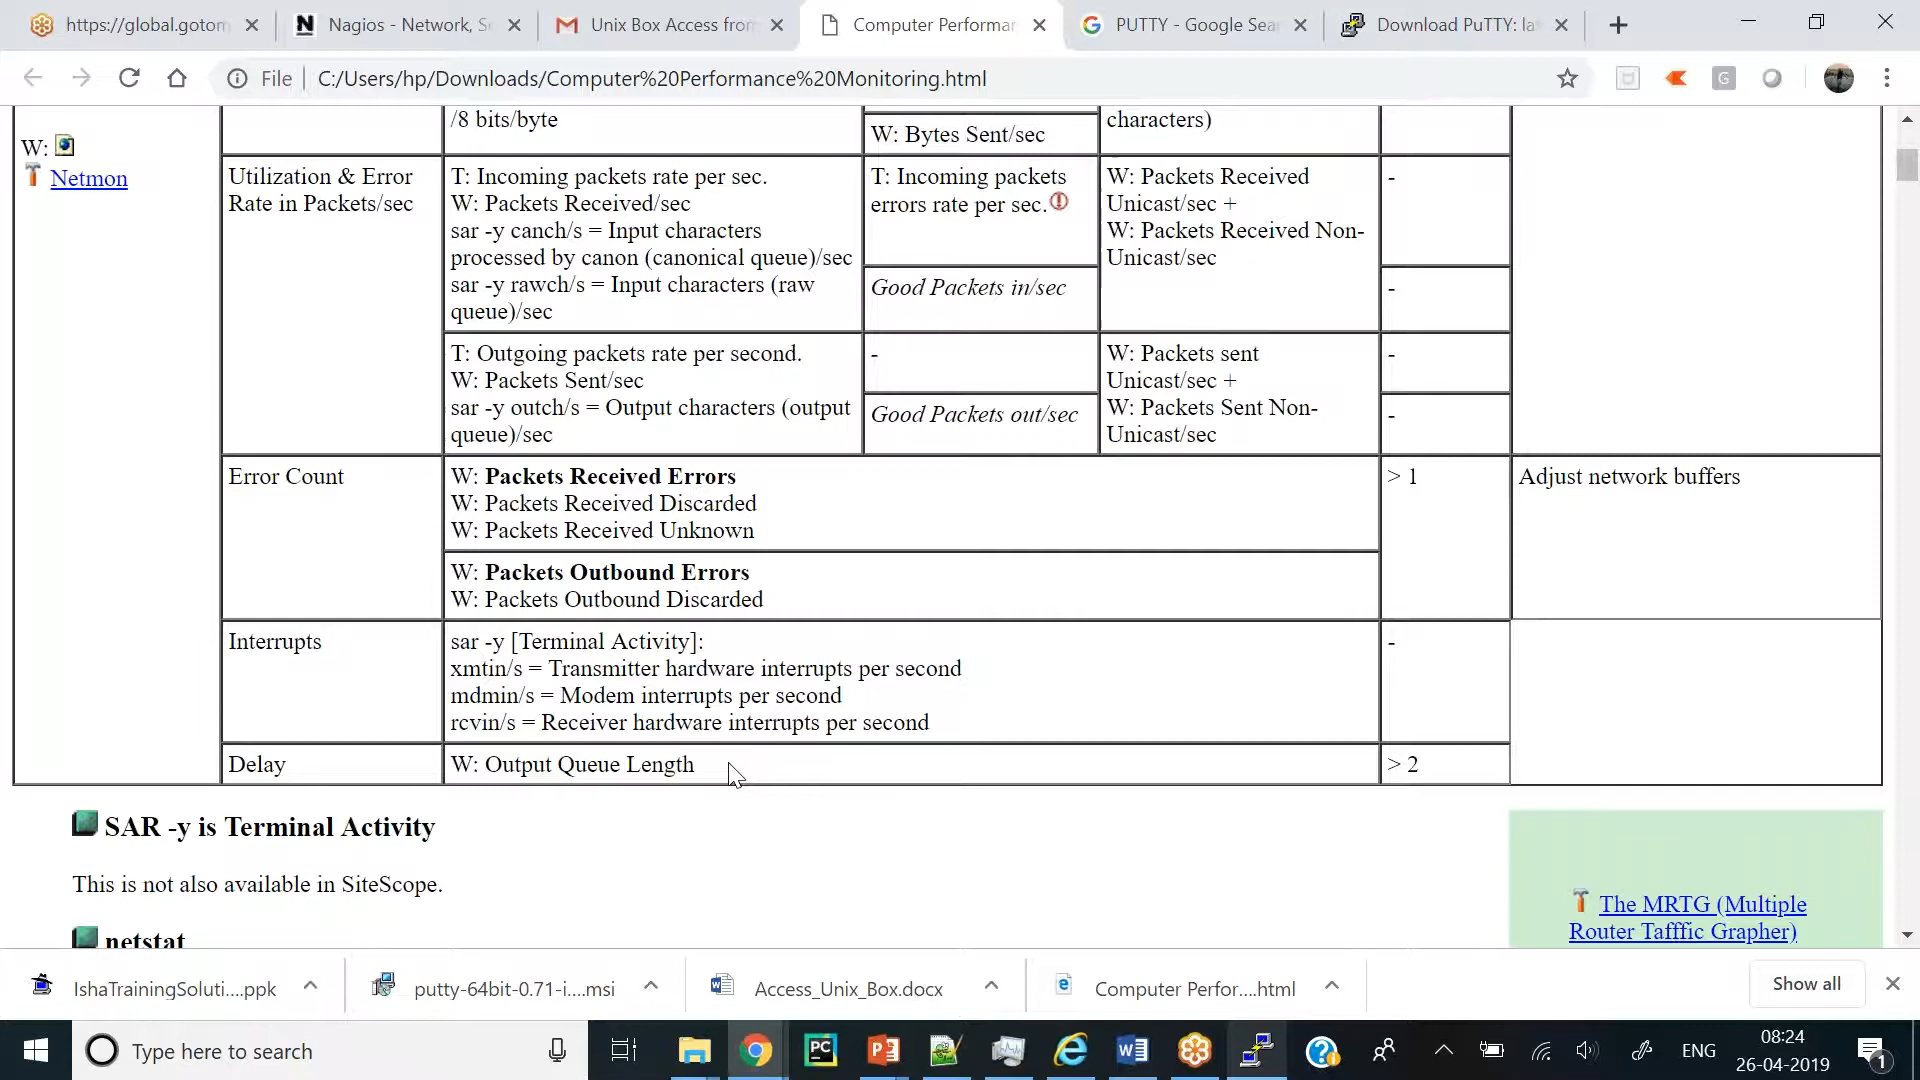 https://global.gotom
Nagios - Network, S
Unix Box Access from
Computer Performan
PUTTY - Google Sea
Download PuTTY: la
File
C:/Users/hp/Downloads/Computer%20Performance%20Monitoring.html
W:
Netmon
/8 bits/byte
W: Bytes Sent/sec
characters)
Utilization & Error
Rate in Packets/sec
T: Incoming packets rate per sec.
W: Packets Received/sec
sar -y canch/s = Input characters
processed by canon (canonical queue)/sec
sar -y rawch/s = Input characters (raw
queue)/sec
T: Incoming packets
errors rate per sec.
Good Packets in/sec
W: Packets Received
Unicast/sec +
W: Packets Received Non-
Unicast/sec
-
-
T: Outgoing packets rate per second.
W: Packets Sent/sec
sar -y outch/s = Output characters (output
queue)/sec
-
Good Packets out/sec
W: Packets sent
Unicast/sec +
W: Packets Sent Non-
Unicast/sec
-
-
Error Count
W: Packets Received Errors
W: Packets Received Discarded
W: Packets Received Unknown
W: Packets Outbound Errors
W: Packets Outbound Discarded
> 1
Adjust network buffers
Interrupts
sar -y [Terminal Activity]:
xmtin/s = Transmitter hardware interrupts per second
mdmin/s = Modem interrupts per second
rcvin/s = Receiver hardware interrupts per second
-
Delay
W: Output Queue Length
> 2
SAR -y is Terminal Activity
This is not also available in SiteScope.
netstat
The MRTG (Multiple
Router Tafffic Grapher)
IshaTrainingSoluti....ppk
putty-64bit-0.71-i....msi
Access_Unix_Box.docx
Computer Perfor....html
Show all
Type here to search
ENG
08:24
26-04-2019
1